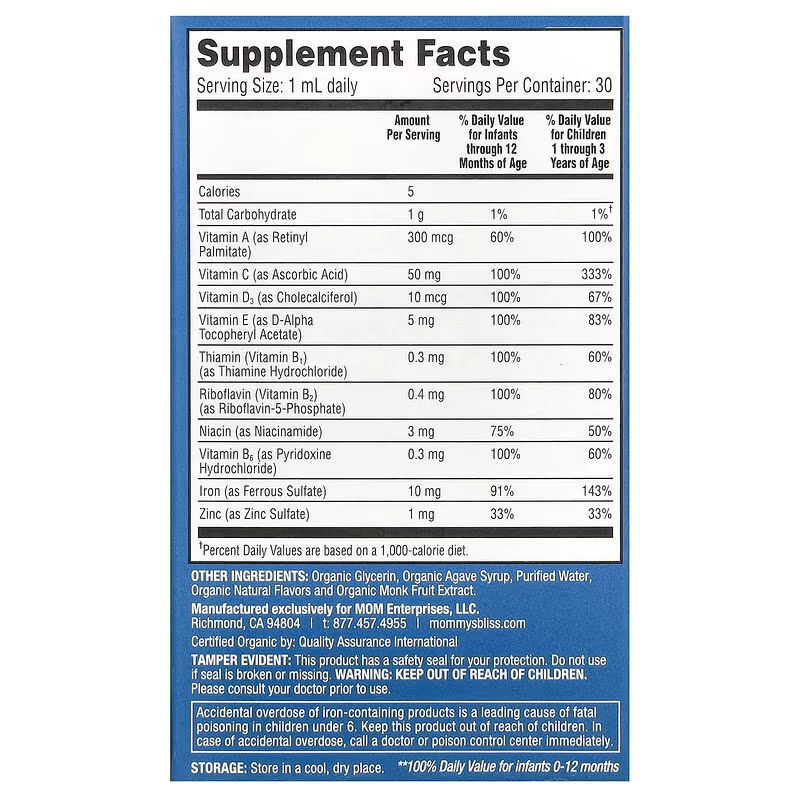 Supplement Facts
Serving Size: 1 mL daily Servings Per Container: 30
Amount Per Serving % Daily Value for Infants through 12 Months of Age % Daily Value for Children 1 through 3 Years of Age
Calories 5
Total Carbohydrate 1 g 1% 1%†
Vitamin A (as Retinyl Palmitate) 300 mcg 60% 100%
Vitamin C (as Ascorbic Acid) 50 mg 100% 333%
Vitamin D₃ (as Cholecalciferol) 10 mcg 100% 67%
Vitamin E (as D-Alpha Tocopheryl Acetate) 5 mg 100% 83%
Thiamin (Vitamin B₁) (as Thiamine Hydrochloride) 0.3 mg 100% 60%
Riboflavin (Vitamin B₂) (as Riboflavin-5-Phosphate) 0.4 mg 100% 80%
Niacin (as Niacinamide) 3 mg 75% 50%
Vitamin B₆ (as Pyridoxine Hydrochloride) 0.3 mg 100% 60%
Iron (as Ferrous Sulfate) 10 mg 91% 143%
Zinc (as Zinc Sulfate) 1 mg 33% 33%
†Percent Daily Values are based on a 1,000-calorie diet.
OTHER INGREDIENTS: Organic Glycerin, Organic Agave Syrup, Purified Water,
Organic Natural Flavors and Organic Monk Fruit Extract.
Manufactured exclusively for MOM Enterprises, LLC.
Richmond, CA 94804 | t: 877.457.4955 | mommysbliss.com
Certified Organic by: Quality Assurance International
TAMPER EVIDENT: This product has a safety seal for your protection. Do not use
if seal is broken or missing. WARNING: KEEP OUT OF REACH OF CHILDREN.
Please consult your doctor prior to use.
Accidental overdose of iron-containing products is a leading cause of fatal
poisoning in children under 6. Keep this product out of reach of children. In
case of accidental overdose, call a doctor or poison control center immediately.
STORAGE: Store in a cool, dry place. **100% Daily Value for infants 0-12 months